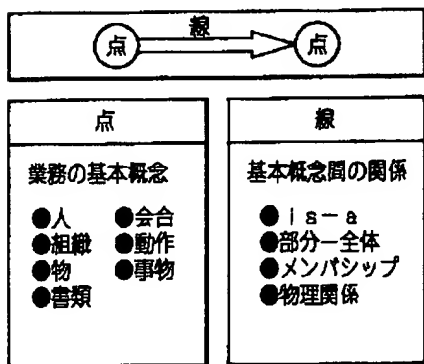 線
点 点
点
業務の基本概念
●人 ●会合
●組織 ●動作
●物 ●事物
●書類
線
基本概念間の関係
●is-a
●部分−全体
●メンバシップ
●物理関係